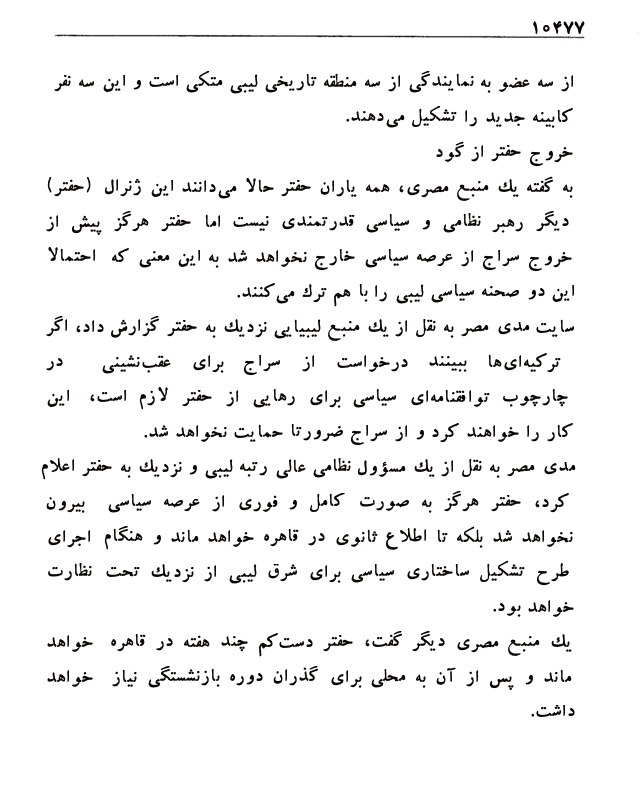 ۱۰۴۷۷
از سه عضو به نمایندگی از سه منطقه تاریخی لیبی متکی است و این سه نفر
کابینه جدید را تشکیل می‌دهند.
خروج حفتر از گود
به گفته یك منبع مصری، همه یاران حفتر حالا می‌دانند این ژنرال (حفتر)
دیگر رهبر نظامی و سیاسی قدرتمندی نیست اما حفتر هرگز پیش از
خروج سراج از عرصه سیاسی خارج نخواهد شد به این معنی که احتمالا
این دو صحنه سیاسی لیبی را با هم ترك می‌کنند.
سایت مدی مصر به نقل از یك منبع لیبیایی نزدیك به حفتر گزارش داد، اگر
ترکیه‌ای‌ها ببینند درخواست از سراج برای عقب‌نشینی در
چارچوب توافقنامه‌ای سیاسی برای رهایی از حفتر لازم است، این
کار را خواهند کرد و از سراج ضرورتا حمایت نخواهد شد.
مدی مصر به نقل از یك مسؤول نظامی عالی رتبه لیبی و نزدیك به حفتر اعلام
کرد، حفتر هرگز به صورت کامل و فوری از عرصه سیاسی بیرون
نخواهد شد بلکه تا اطلاع ثانوی در قاهره خواهد ماند و هنگام اجرای
طرح تشکیل ساختاری سیاسی برای شرق لیبی از نزدیك تحت نظارت
خواهد بود.
یك منبع مصری دیگر گفت، حفتر دست‌کم چند هفته در قاهره خواهد
ماند و پس از آن به محلی برای گذران دوره بازنشستگی نیاز خواهد
داشت.